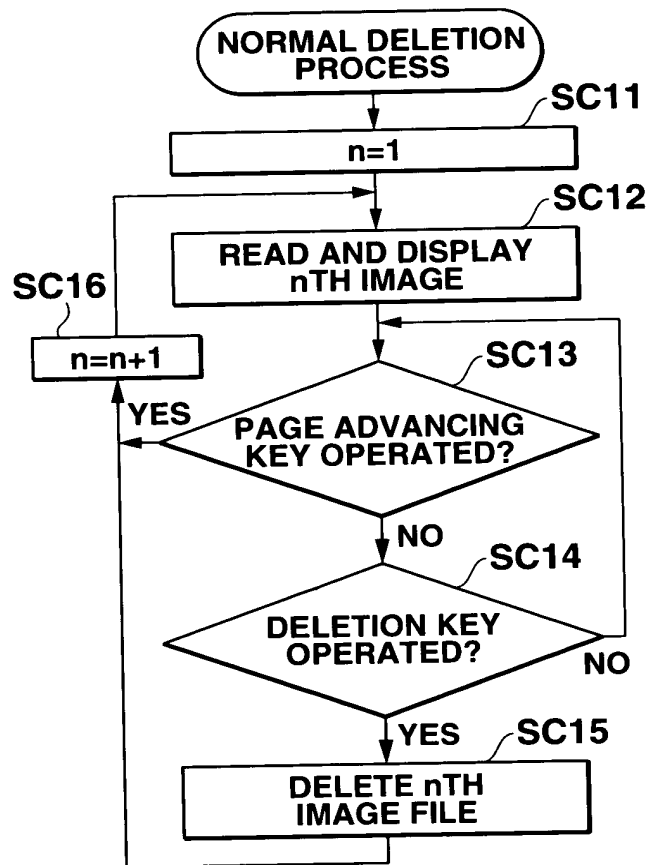 NORMAL DELETION
PROCESS
SC11
n=1
SC12
READ AND DISPLAY
nTH IMAGE
SC16
n=n+1
SC13
YES
PAGE ADVANCING
KEY OPERATED?
NO
SC14
DELETION KEY
OPERATED?
NO
YES
SC15
DELETE nTH
IMAGE FILE